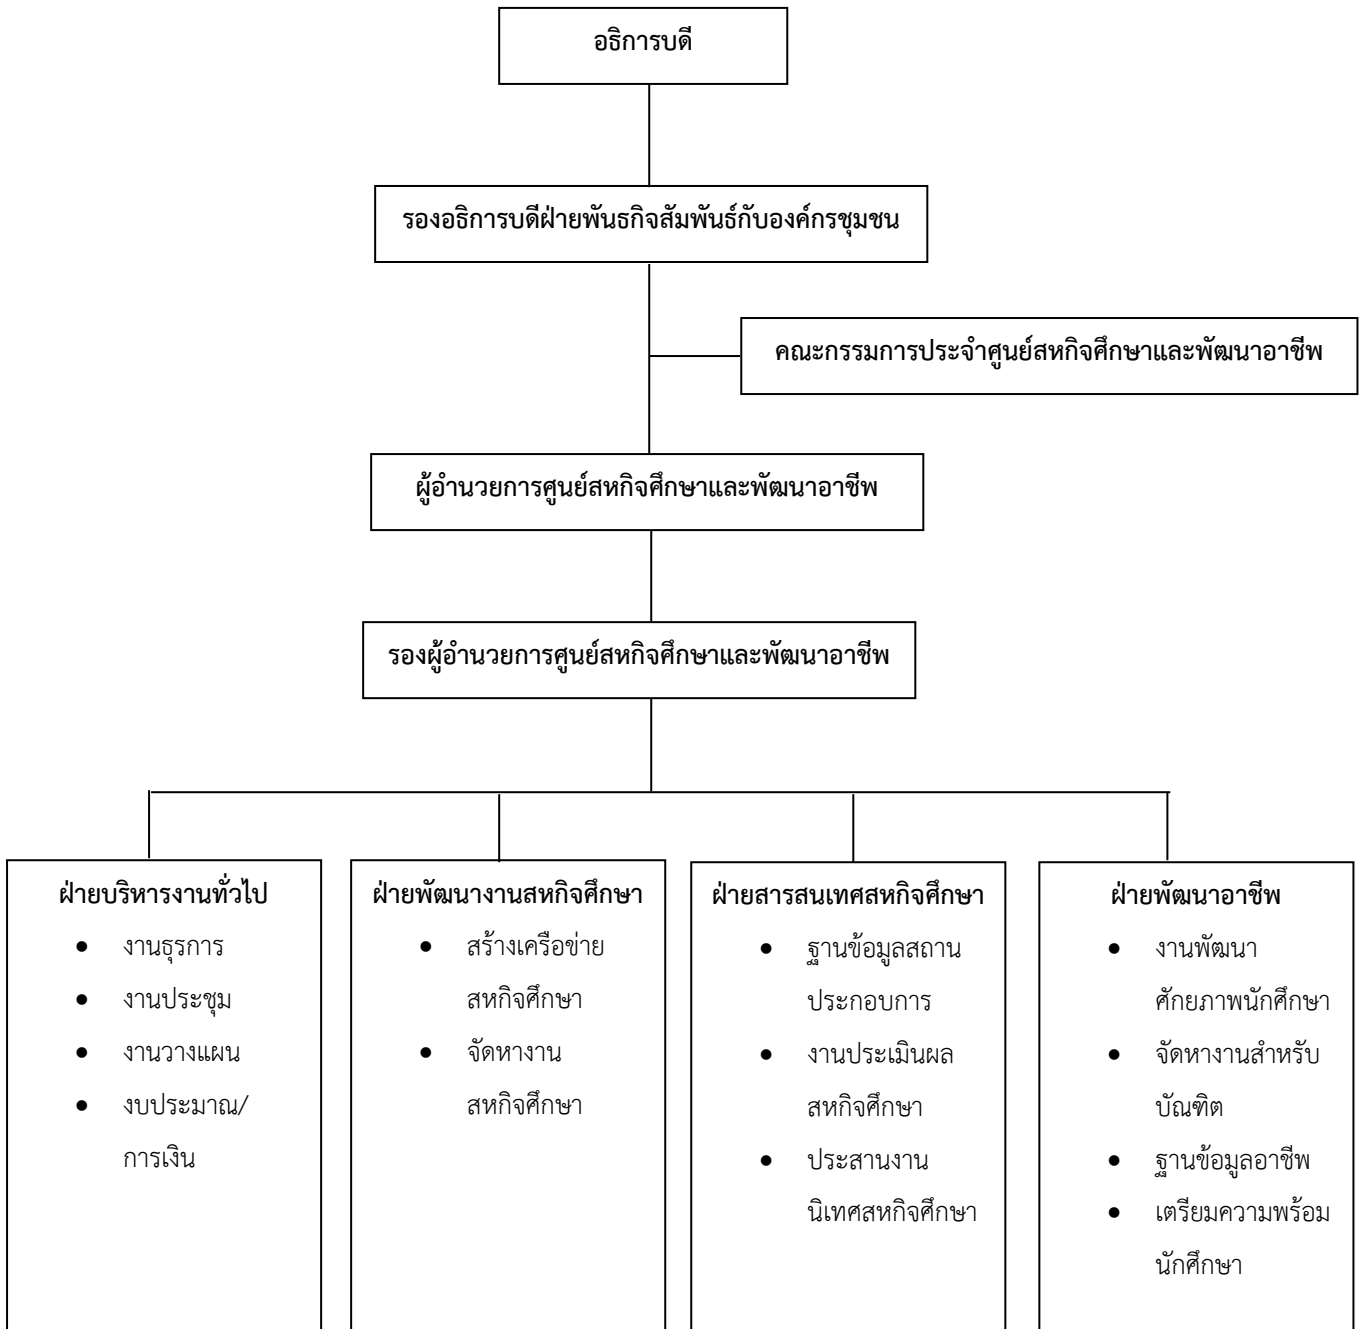 อธิการบดี
รองอธิการบดีฝ่ายพันธกิจสัมพันธ์กับองค์กรชุมชน
คณะกรรมการประจำศูนย์สหกิจศึกษาและพัฒนาอาชีพ
ผู้อำนวยการศูนย์สหกิจศึกษาและพัฒนาอาชีพ
รองผู้อำนวยการศูนย์สหกิจศึกษาและพัฒนาอาชีพ
ฝ่ายบริหารงานทั่วไป
• งานธุรการ
• งานประชุม
• งานวางแผน
• งบประมาณ/
การเงิน
ฝ่ายพัฒนางานสหกิจศึกษา
• สร้างเครือข่าย
สหกิจศึกษา
• จัดหางาน
สหกิจศึกษา
ฝ่ายสารสนเทศสหกิจศึกษา
• ฐานข้อมูลสถาน
ประกอบการ
• งานประเมินผล
สหกิจศึกษา
• ประสานงาน
นิเทศสหกิจศึกษา
ฝ่ายพัฒนาอาชีพ
• งานพัฒนา
ศักยภาพนักศึกษา
• จัดหางานสำหรับ
บัณฑิต
• ฐานข้อมูลอาชีพ
• เตรียมความพร้อม
นักศึกษา